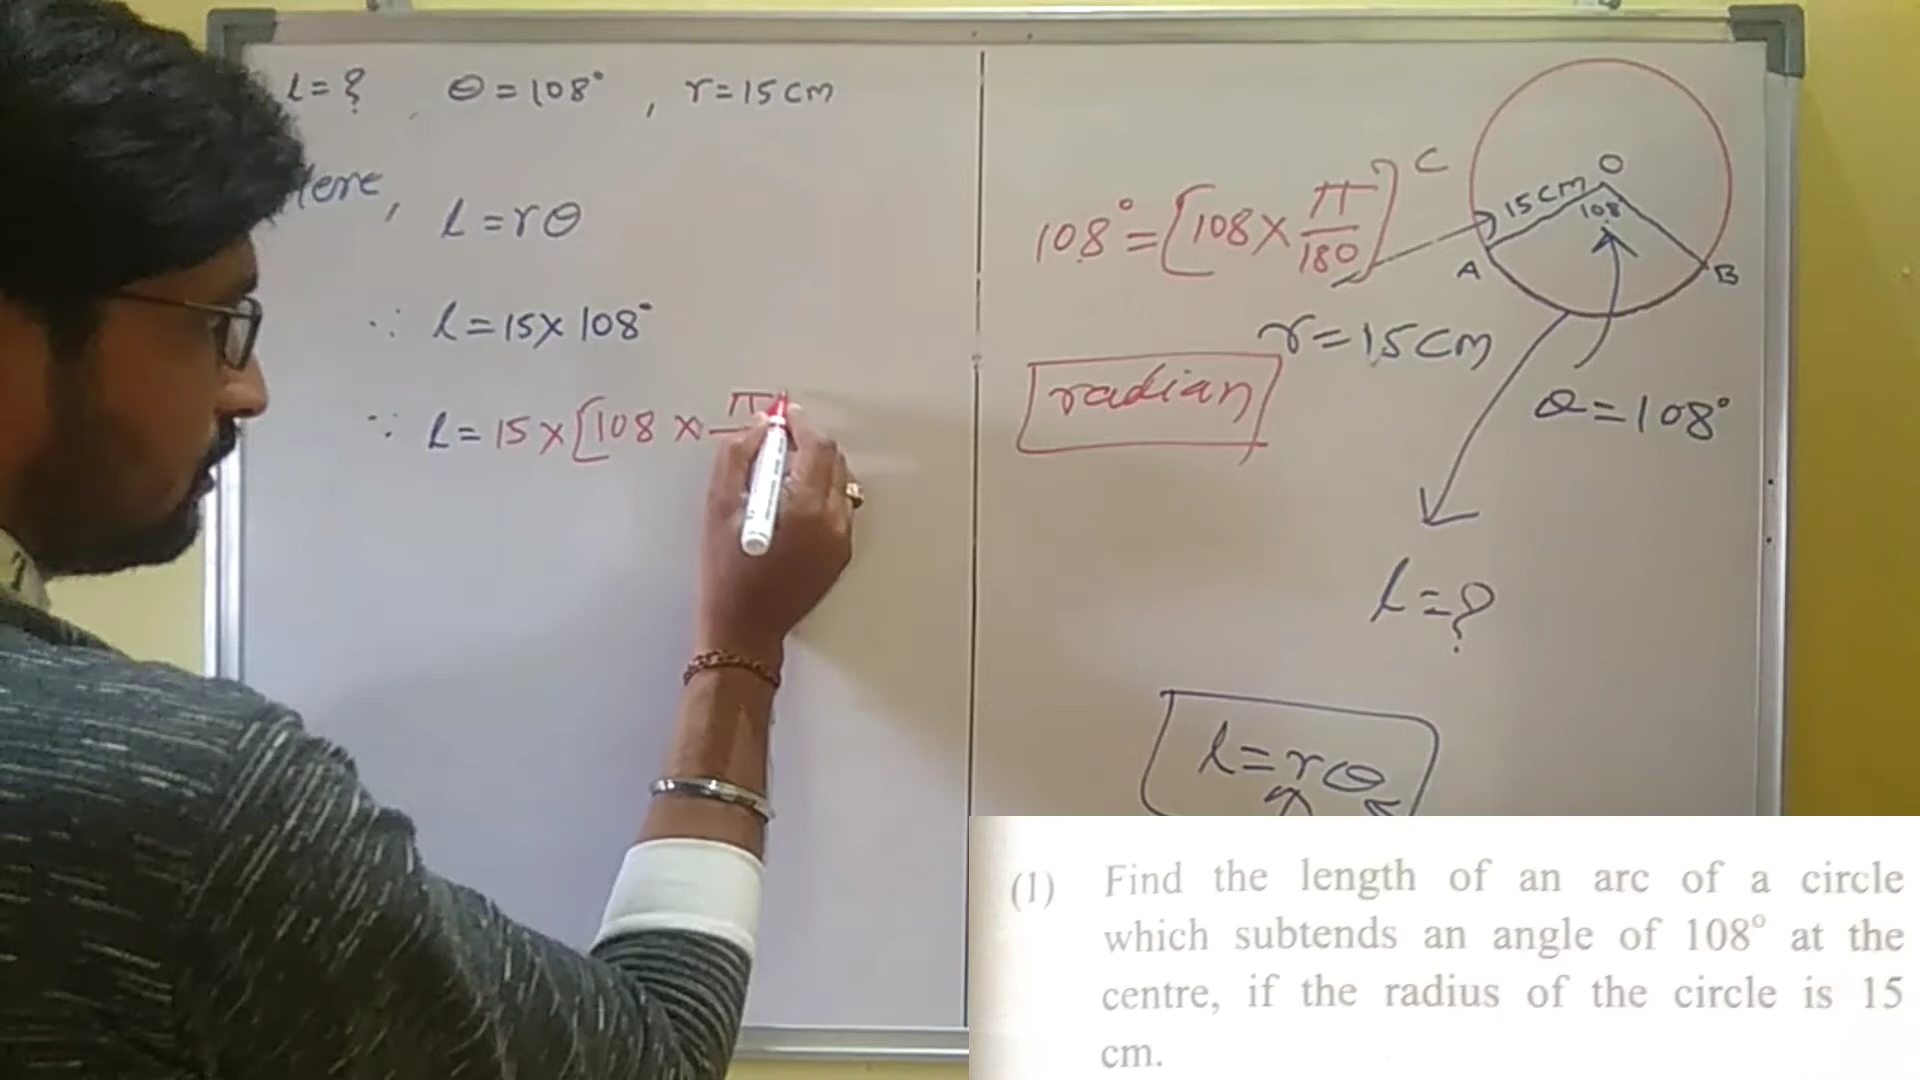 l = ? , θ = 108° , r = 15 cm
Here,
l = rθ
∵ l = 15 × 108°
∵ l = 15 × [108 × π
108° = [108 × π/180]ᶜ
r = 15 cm
radian
O
15 cm
108
A
B
θ = 108°
l = ?
l = rθ
(1) Find the length of an arc of a circle
which subtends an angle of 108° at the
centre, if the radius of the circle is 15
cm.